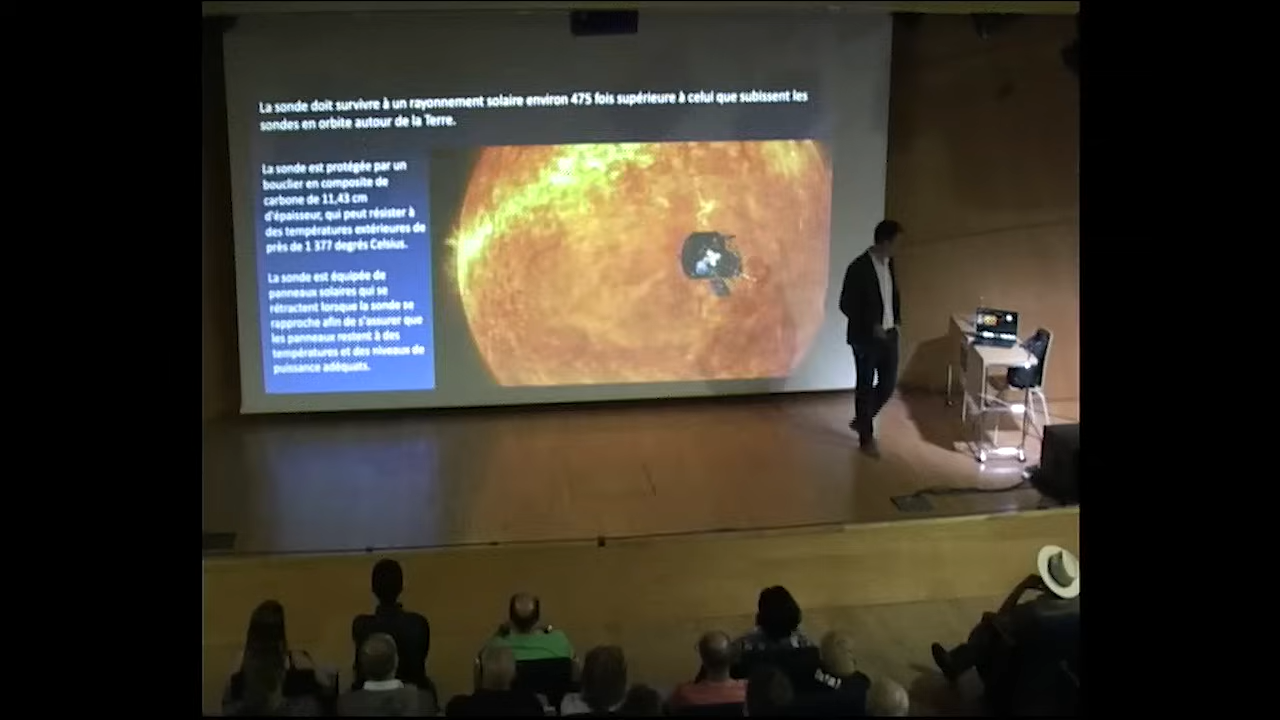 La sonde doit survivre à un rayonnement solaire environ 475 fois supérieure à celui que subissent les
sondes en orbite autour de la Terre.
La sonde est protégée par un
bouclier en composite de
carbone de 11,43 cm
d'épaisseur, qui peut résister à
des températures extérieures de
près de 1 377 degrés Celsius.
La sonde est équipée de
panneaux solaires qui se
rétractent lorsque la sonde se
rapproche afin de s'assurer que
les panneaux restent à des
températures et des niveaux de
puissance adéquats.